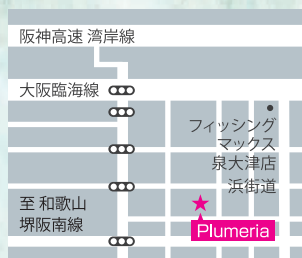 阪神高速 湾岸線
大阪臨海線
フィッシング
マックス
泉大津店
浜街道
至 和歌山
堺阪南線
Plumeria